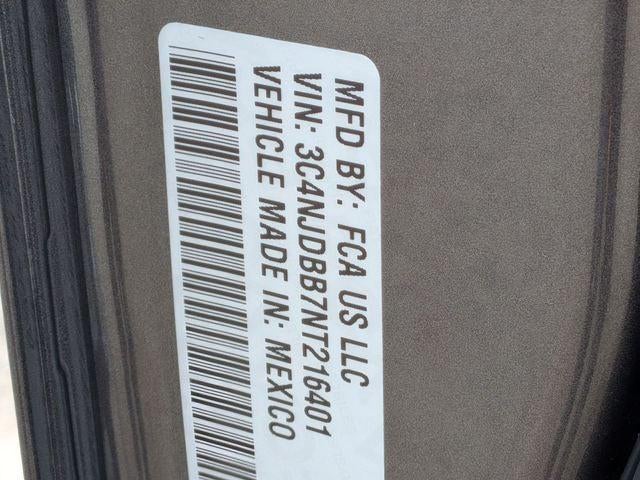 MFD BY: FCA US LLC
VIN: 3C4NJDBB7NT216401
VEHICLE MADE IN: MEXICO